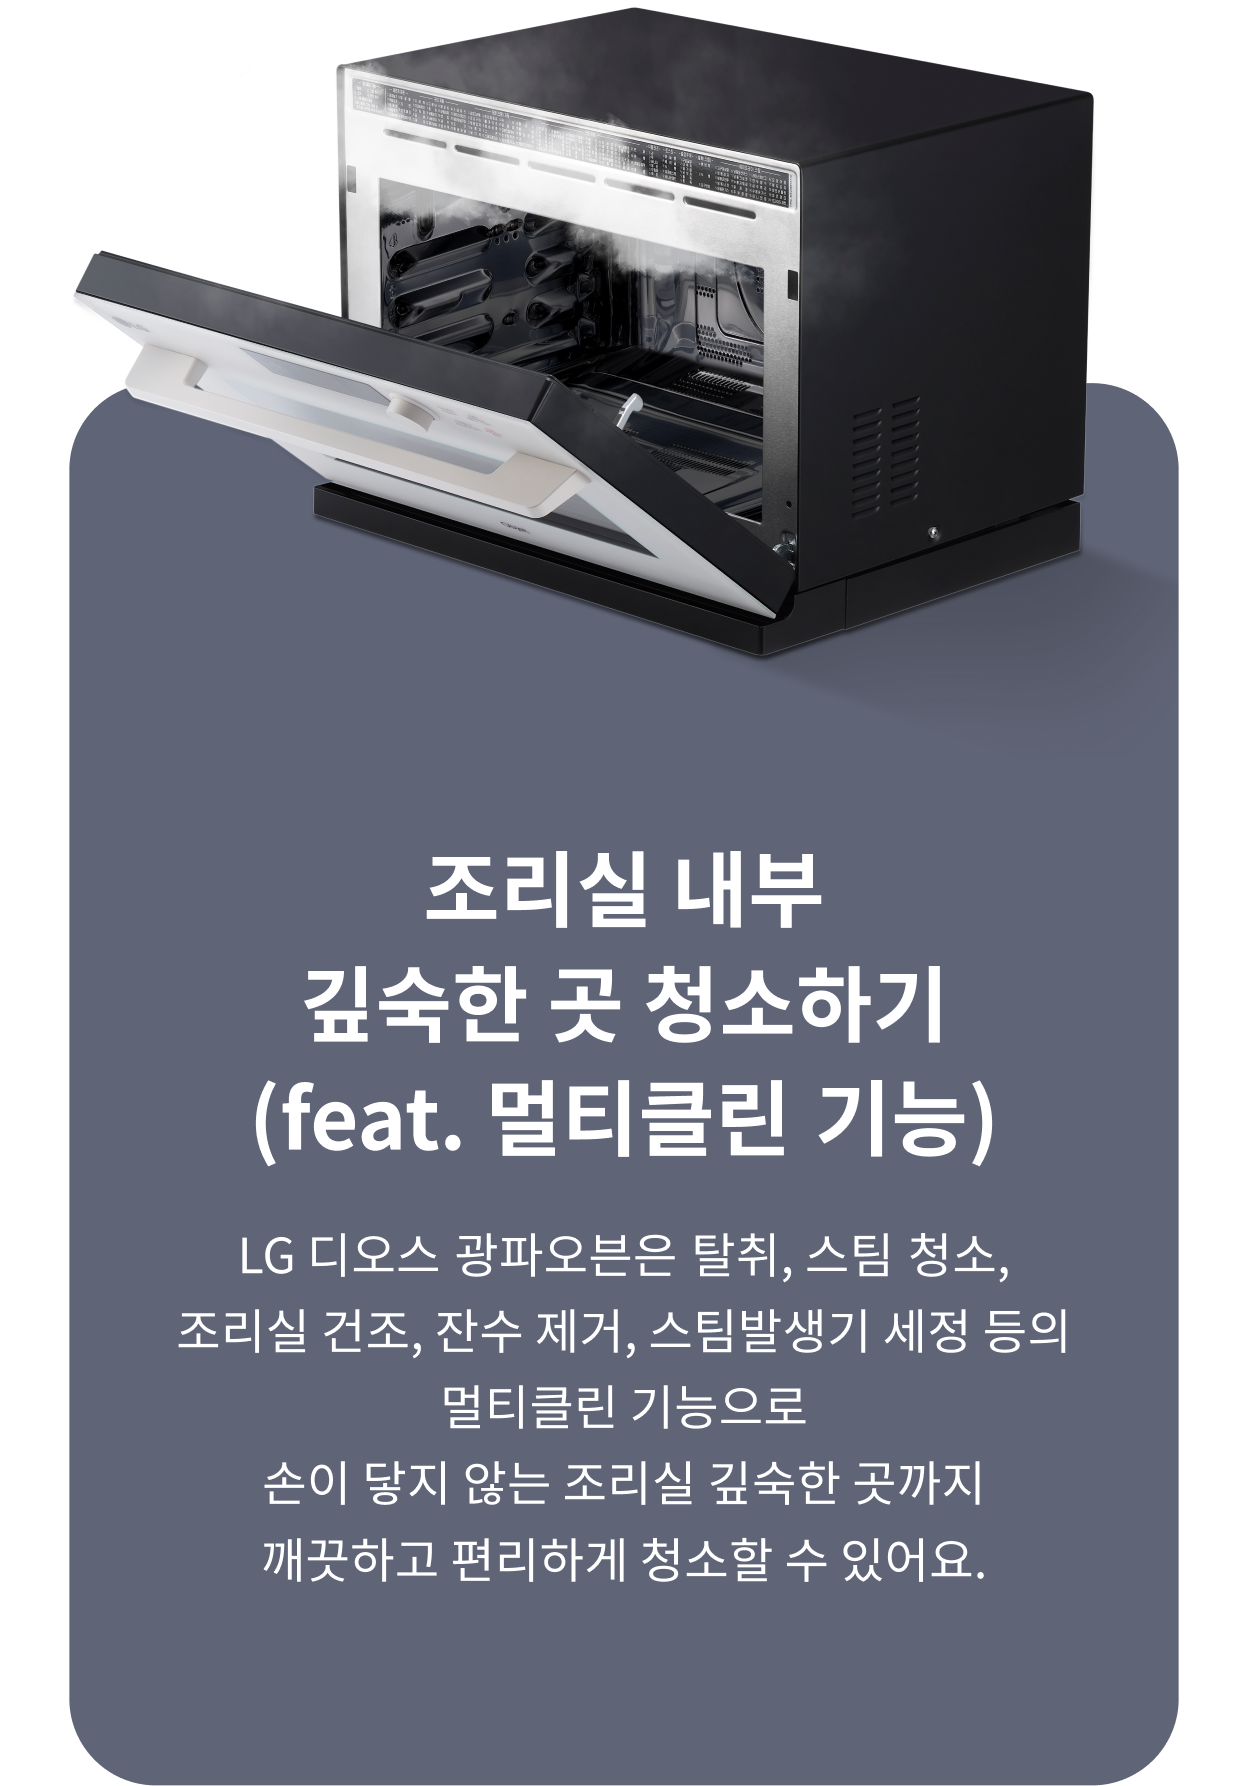 조리실 내부
깊숙한 곳 청소하기
(feat. 멀티클린 기능)
LG 디오스 광파오븐은 탈취, 스팀 청소,
조리실 건조, 잔수 제거, 스팀발생기 세정 등의
멀티클린 기능으로
손이 닿지 않는 조리실 깊숙한 곳까지
깨끗하고 편리하게 청소할 수 있어요.